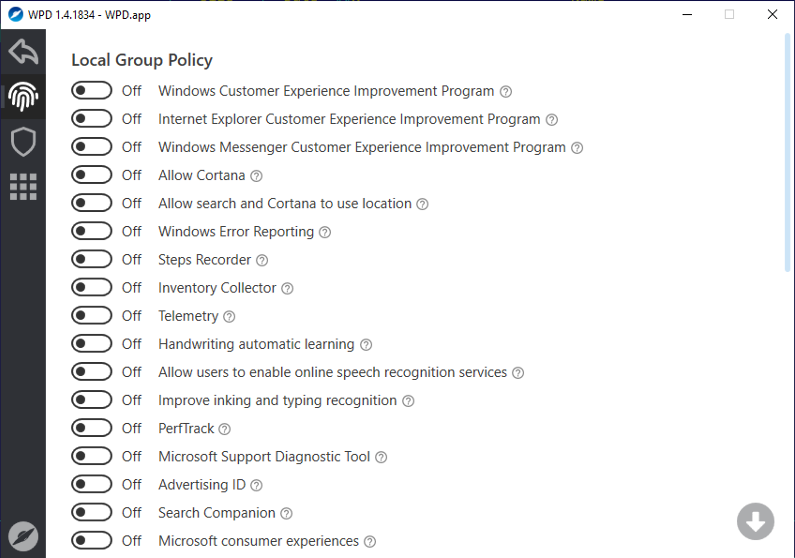 WPD 1.4.1834 - WPD.app
Local Group Policy
Off Windows Customer Experience Improvement Program ?
Off Internet Explorer Customer Experience Improvement Program ?
Off Windows Messenger Customer Experience Improvement Program ?
Off Allow Cortana ?
Off Allow search and Cortana to use location ?
Off Windows Error Reporting ?
Off Steps Recorder ?
Off Inventory Collector ?
Off Telemetry ?
Off Handwriting automatic learning ?
Off Allow users to enable online speech recognition services ?
Off Improve inking and typing recognition ?
Off PerfTrack ?
Off Microsoft Support Diagnostic Tool ?
Off Advertising ID ?
Off Search Companion ?
Off Microsoft consumer experiences ?